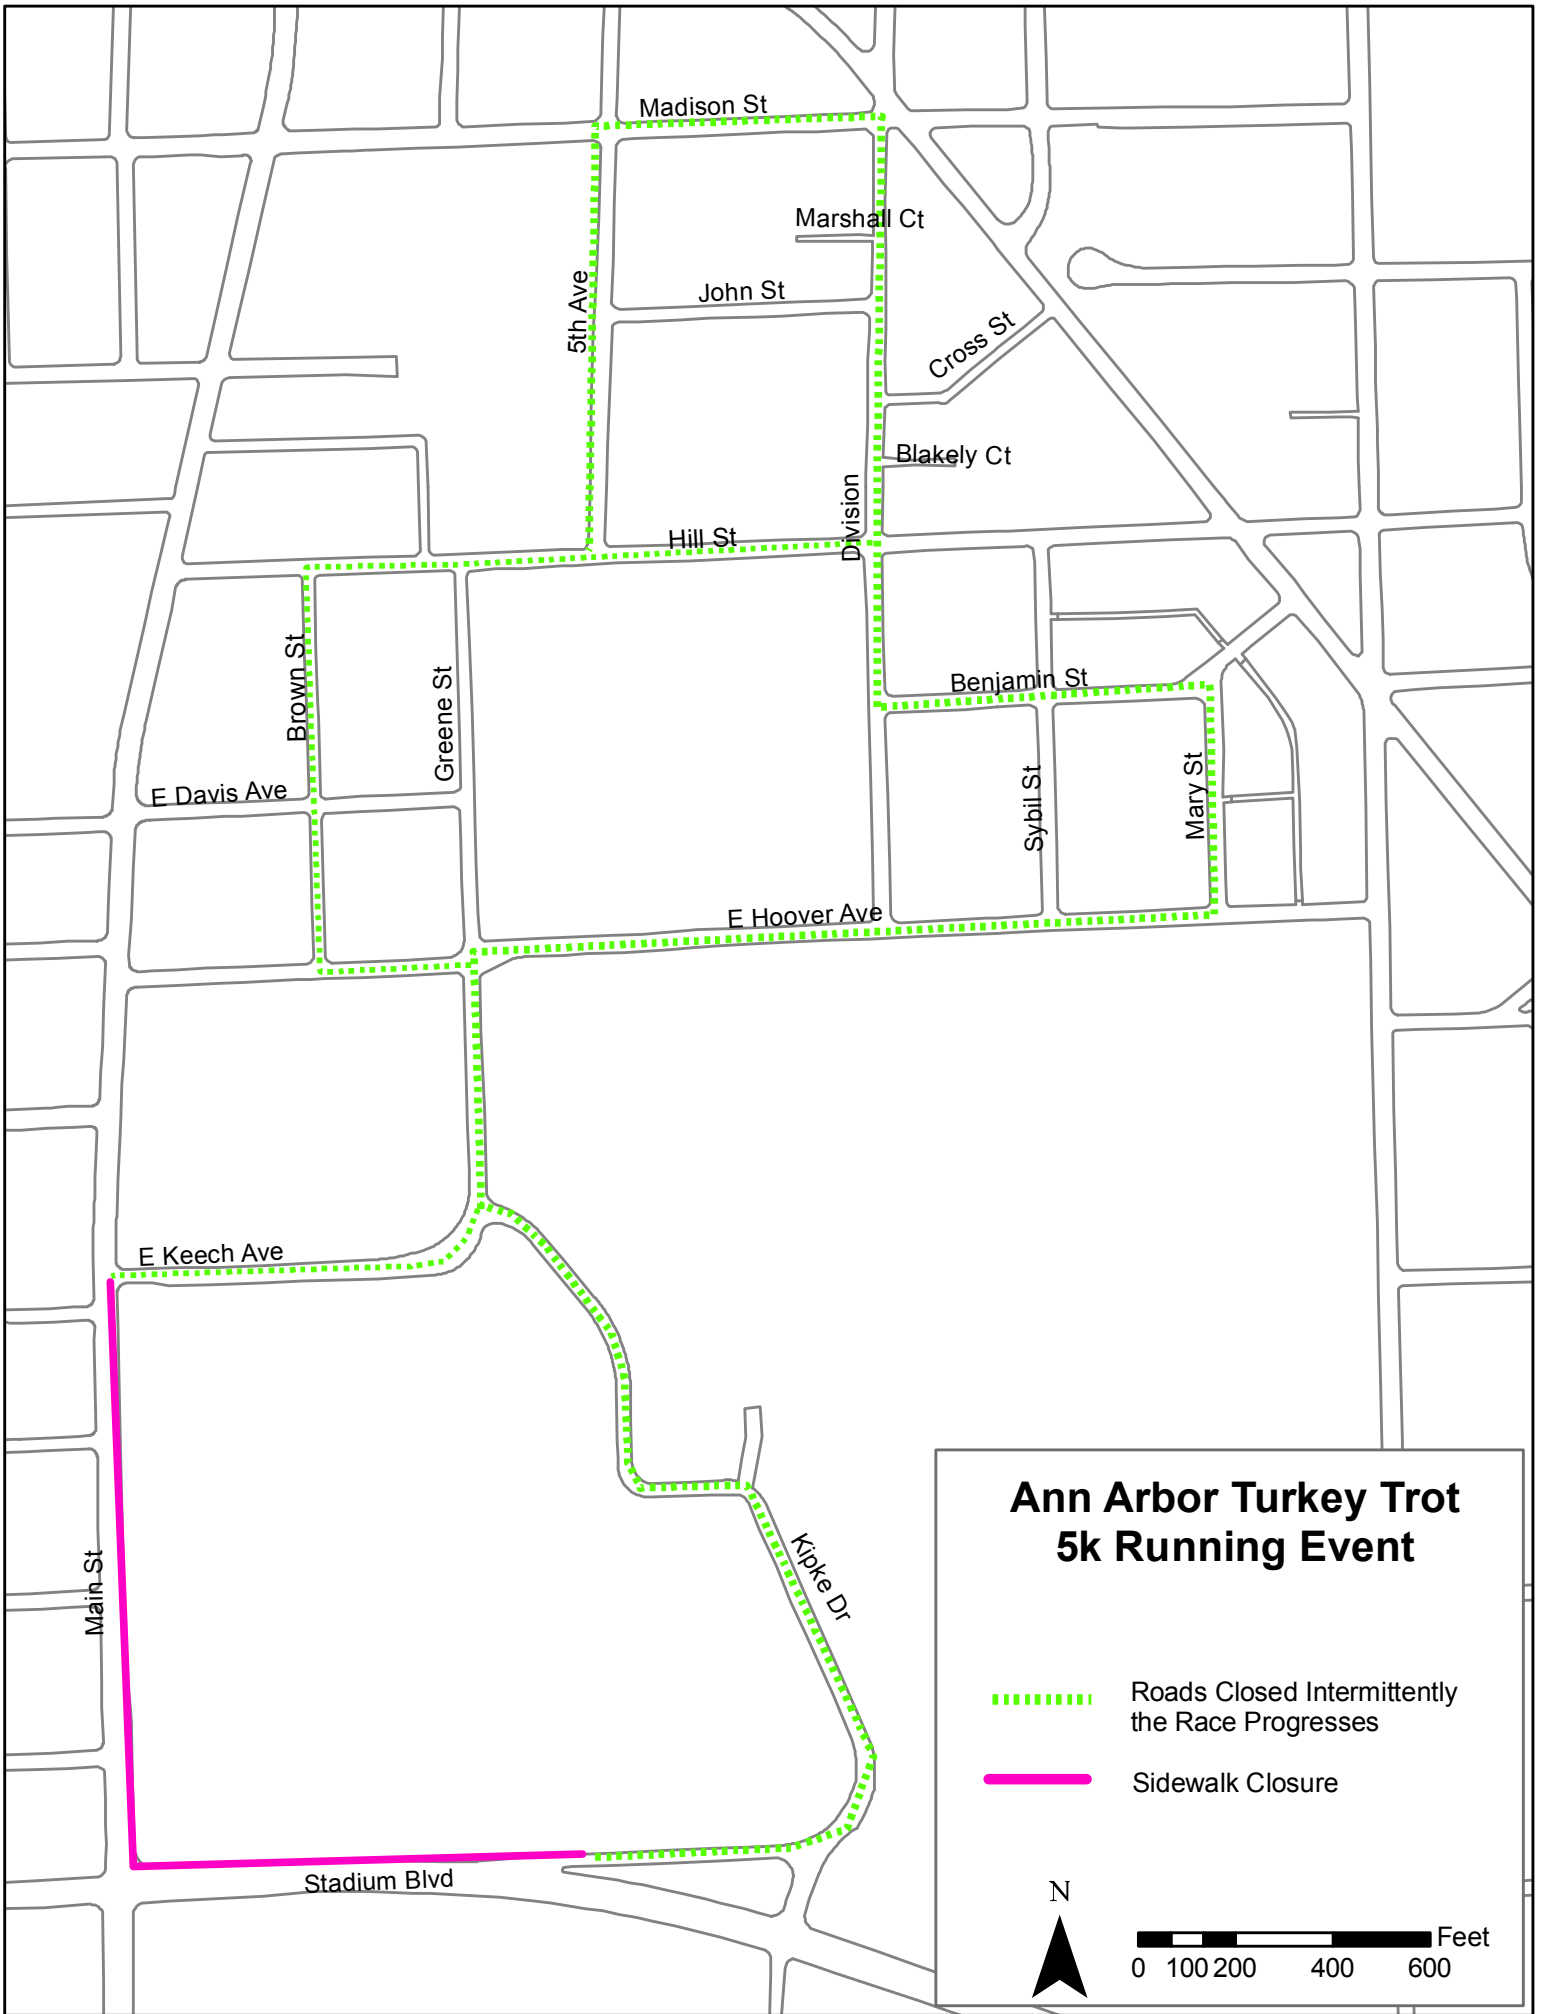 Madison St
Marshall Ct
5th Ave
John St
Cross St
Blakely Ct
Division
Hill St
Brown St
Greene St
Benjamin St
E Davis Ave
Sybil St
Mary St
E Hoover Ave
E Keech Ave
Main St
Kipke Dr
Stadium Blvd
Ann Arbor Turkey Trot
5k Running Event
Roads Closed Intermittently
the Race Progresses
Sidewalk Closure
N
Feet
0 100 200 400 600